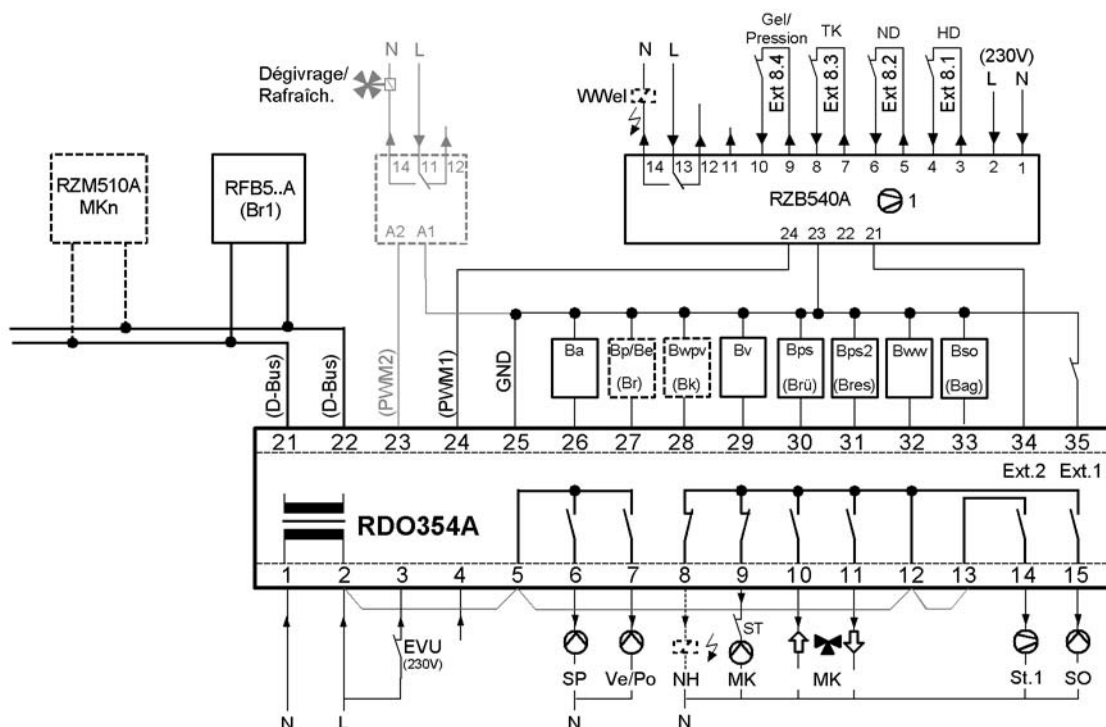 Gel/
Pression TK ND HD
N L N L (230V)
Dégivrage/
Rafraîch.
WWel Ext 8.4 Ext 8.3 Ext 8.2 Ext 8.1 L N
14 11 12 14 13 12 11 10 9 8 7 6 5 4 3 2 1
RZM510A
MKn
RFB5..A
(Br1)
RZB540A 1
A2 A1 24 23 22 21
(D-Bus) (D-Bus) (PWM2) (PWM1) GND
Ba Bp/Be Bwpv Bv Bps Bps2 Bww Bso
(Br) (Bk) (Brü) (Bres) (Bag)
21 22 23 24 25 26 27 28 29 30 31 32 33 34 35
Ext.2 Ext.1
RDO354A
1 2 3 4 5 6 7 8 9 10 11 12 13 14 15
EVU
(230V)
ST
SP Ve/Po NH MK MK St.1 SO
N L N N